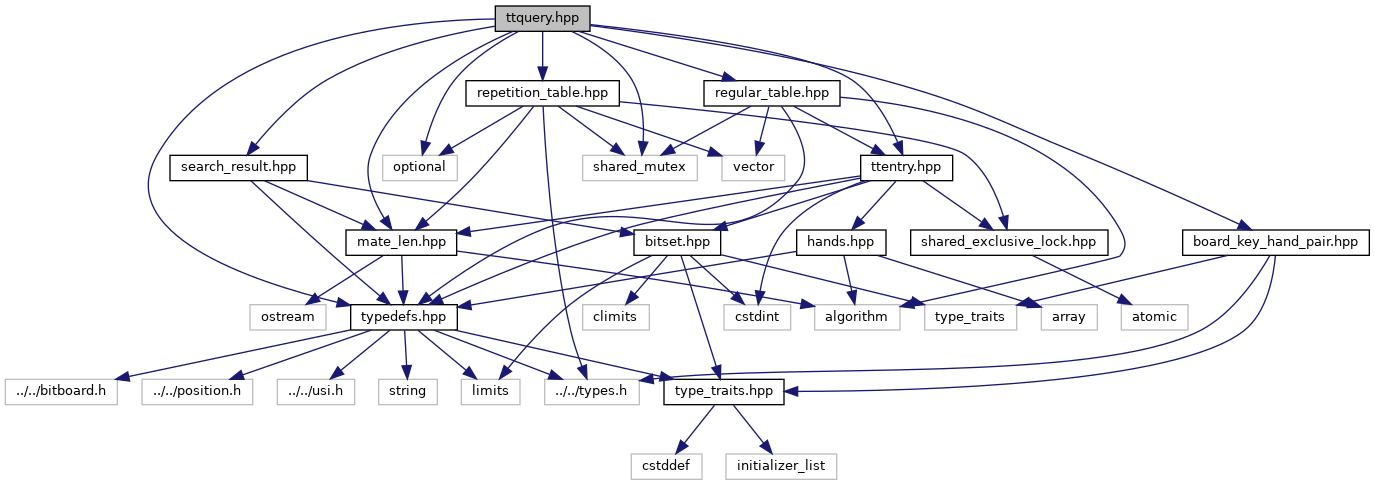 ttquery.hpp
repetition_table.hpp
regular_table.hpp
search_result.hpp
optional
shared_mutex
vector
ttentry.hpp
mate_len.hpp
bitset.hpp
hands.hpp
shared_exclusive_lock.hpp
board_key_hand_pair.hpp
ostream
typedefs.hpp
climits
cstdint
algorithm
type_traits
array
atomic
../../bitboard.h
../../position.h
../../usi.h
string
limits
../../types.h
type_traits.hpp
cstddef
initializer_list